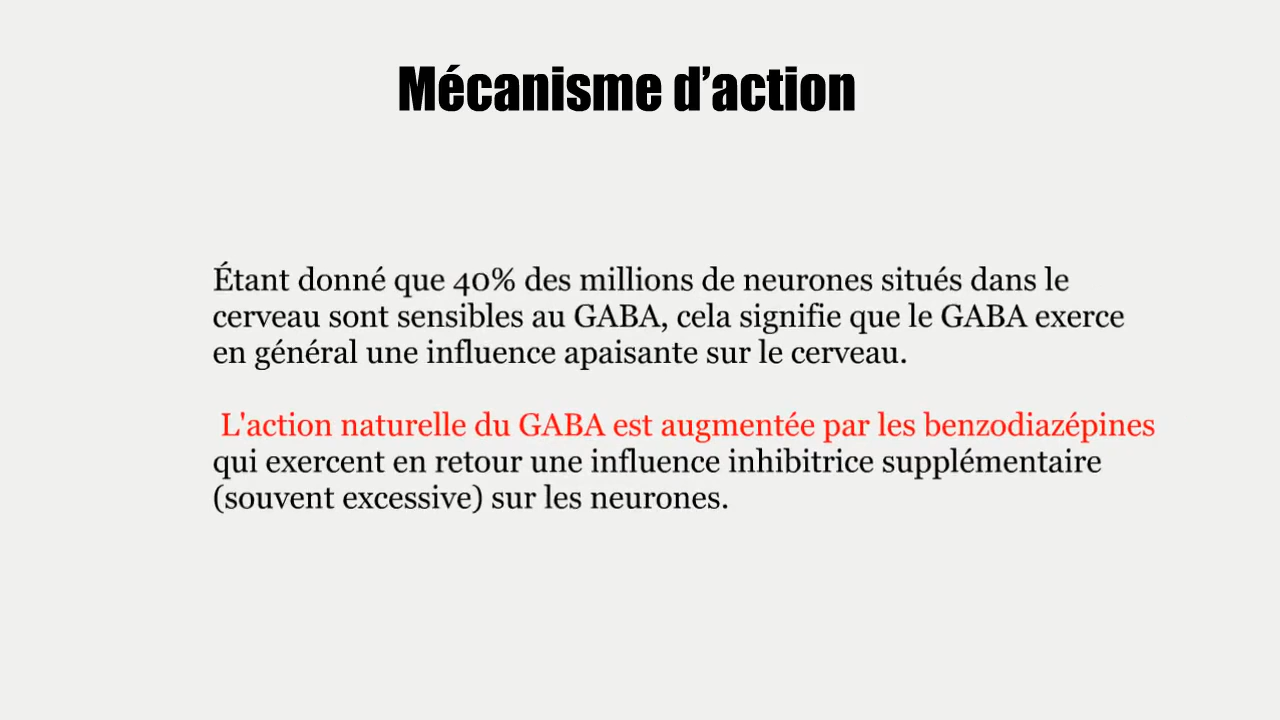 Mécanisme d’action
Étant donné que 40% des millions de neurones situés dans le
cerveau sont sensibles au GABA, cela signifie que le GABA exerce
en général une influence apaisante sur le cerveau.
L'action naturelle du GABA est augmentée par les benzodiazépines
qui exercent en retour une influence inhibitrice supplémentaire
(souvent excessive) sur les neurones.